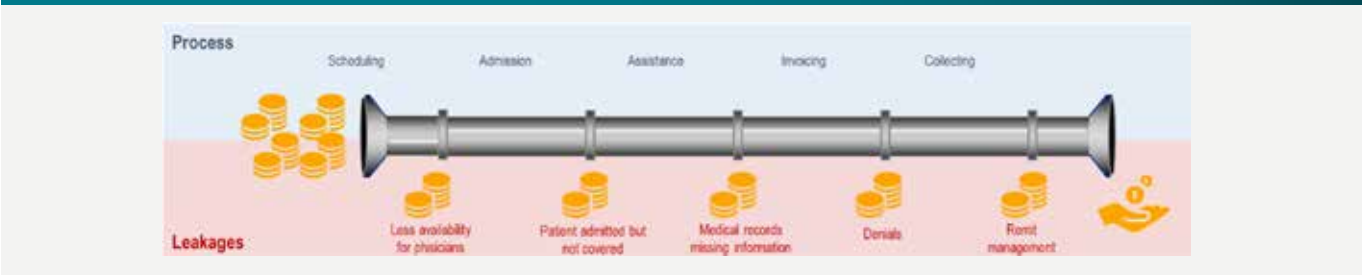 Process
Scheduling
Admission
Assistance
Invoicing
Collecting
Less availability
for phisicians
Patient admitted but
not covered
Medical records
missing information
Denials
Remit
management
Leakages